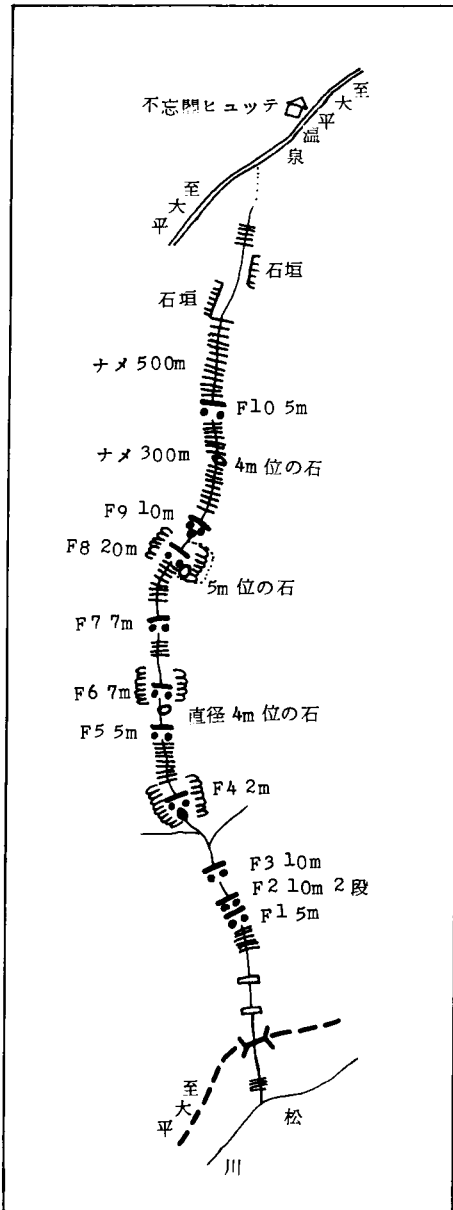 不忘閣ヒュッテ
至大平温泉
至大平
石垣
石垣
ナメ 500m
F10 5m
ナメ 300m
4m 位の石
F9 10m
F8 20m
5m 位の石
F7 7m
F6 7m
直径 4m 位の石
F5 5m
F4 2m
F3 10m
F2 10m 2 段
F1 5m
至大平
松川